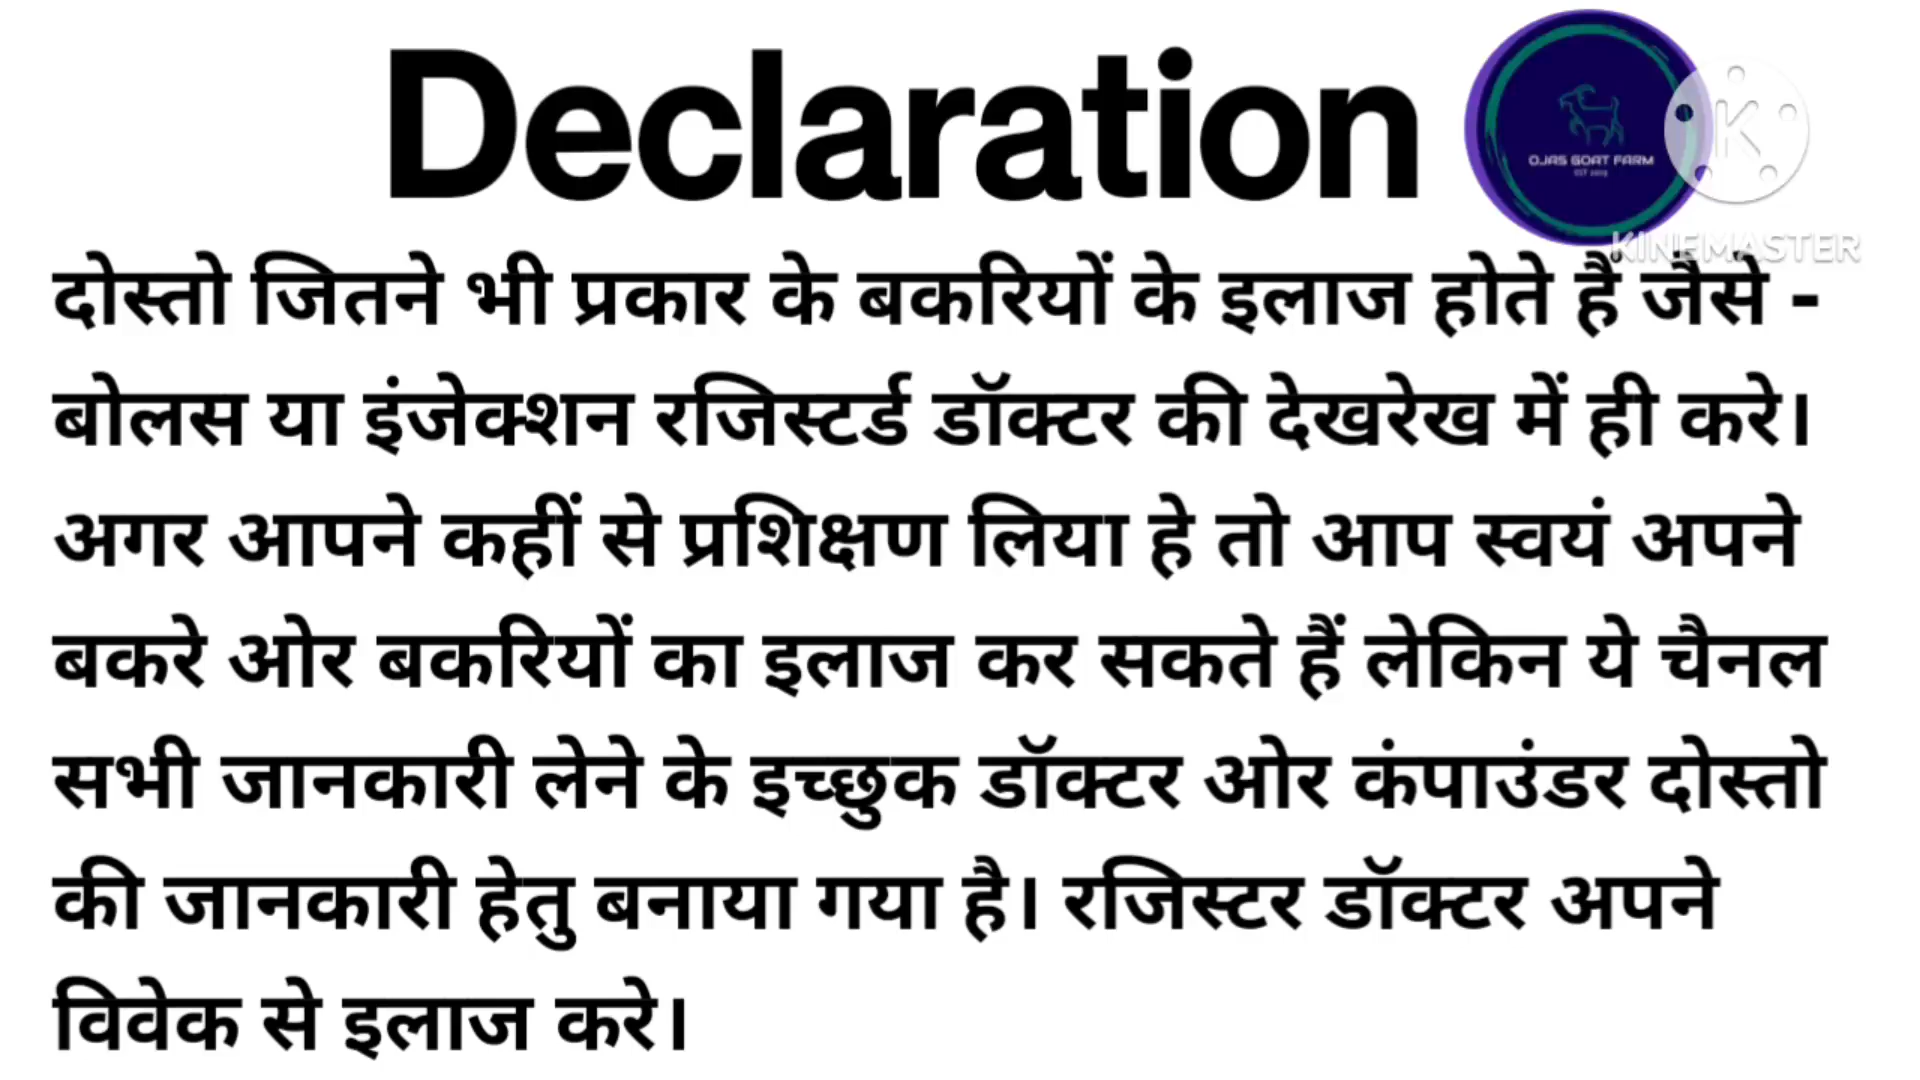 Declaration
OJAS GOAT FARM
K
KINEMASTER
दोस्तो जितने भी प्रकार के बकरियों के इलाज होते हैं जैसे -
बोलस या इंजेक्शन रजिस्टर्ड डॉक्टर की देखरेख में ही करे।
अगर आपने कहीं से प्रशिक्षण लिया हे तो आप स्वयं अपने
बकरे ओर बकरियों का इलाज कर सकते हैं लेकिन ये चैनल
सभी जानकारी लेने के इच्छुक डॉक्टर ओर कंपाउंडर दोस्तो
की जानकारी हेतु बनाया गया है। रजिस्टर डॉक्टर अपने
विवेक से इलाज करे।